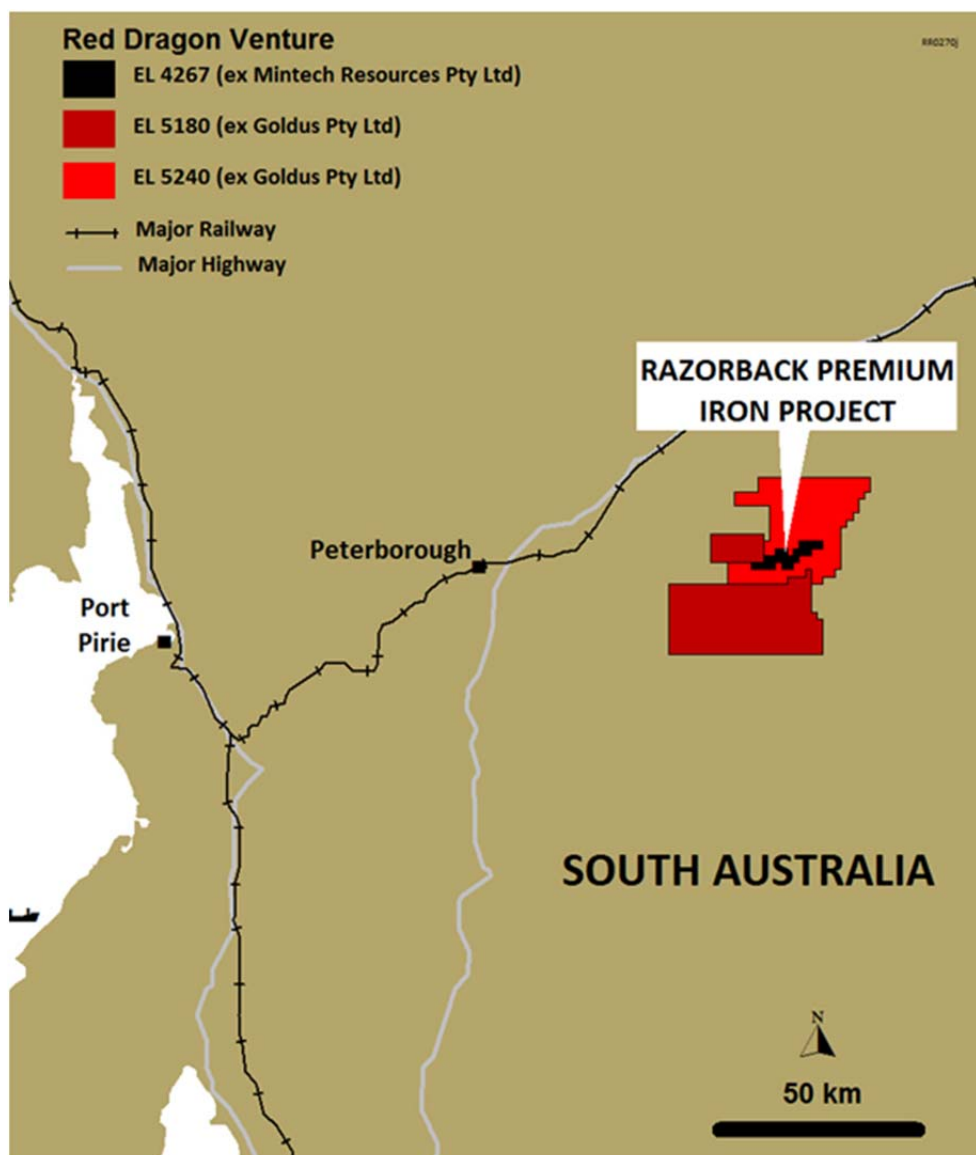 Red Dragon Venture
RR0270j
EL 4267 (ex Mintech Resources Pty Ltd)
EL 5180 (ex Goldus Pty Ltd)
EL 5240 (ex Goldus Pty Ltd)
Major Railway
Major Highway
RAZORBACK PREMIUM
IRON PROJECT
Peterborough
Port
Pirie
SOUTH AUSTRALIA
N
50 km